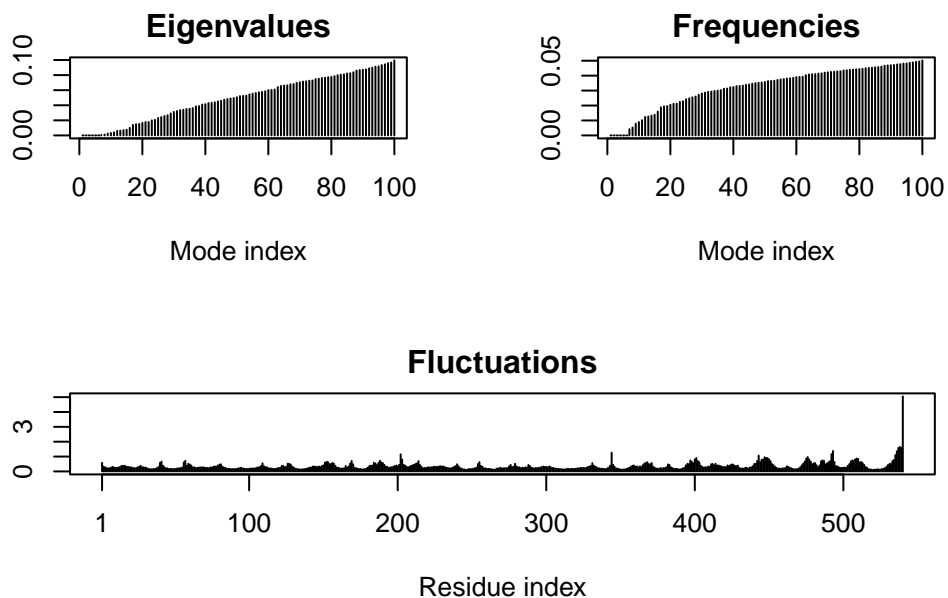 Eigenvalues
0.10
0.00
0 20 40 60 80 100
Mode index
Frequencies
0.05
0.00
0 20 40 60 80 100
Mode index
Fluctuations
3
0
1 100 200 300 400 500
Residue index